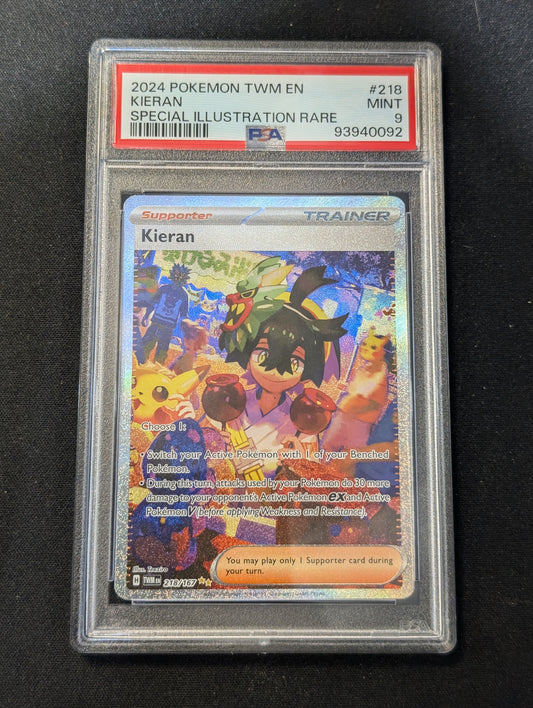 2024 POKEMON TWM EN #218
KIERAN MINT
SPECIAL ILLUSTRATION RARE 9
PSA 93940092
Supporter TRAINER
Kieran
Choose 1:
• Switch your Active Pokémon with 1 of your Benched
Pokémon.
• During this turn, attacks used by your Pokémon do 30 more
damage to your opponent's Active Pokémon ex and Active
Pokémon V (before applying Weakness and Resistance).
You may play only 1 Supporter card during
your turn.
Illus.
H TWM EN 218/167